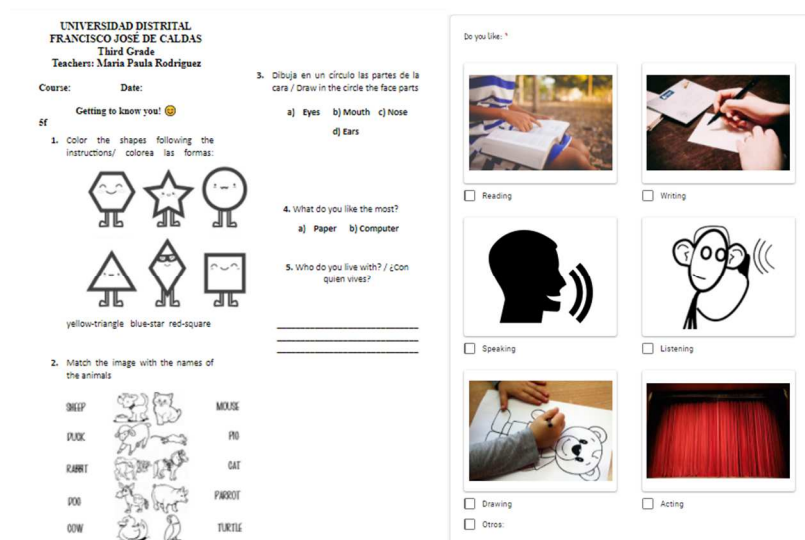 UNIVERSIDAD DISTRITAL
FRANCISCO JOSÉ DE CALDAS
Third Grade
Teachers: Maria Paula Rodriguez
Course: Date:
Getting to know you! 😊
5f
1. Color the shapes following the
instructions/ colorea las formas:
yellow-triangle blue-star red-square
2. Match the image with the names of
the animals
SHEEP MOUSE
DUCK PIG
RABBIT CAT
DOG PARROT
COW TURTLE
3. Dibuja en un círculo las partes de la
cara / Draw in the circle the face parts
a) Eyes b) Mouth c) Nose
d) Ears
4. What do you like the most?
a) Paper b) Computer
5. Who do you live with? / ¿Con
quien vives?
Do you like: *
Reading
Writing
Speaking
Listening
Drawing
Acting
Otros: